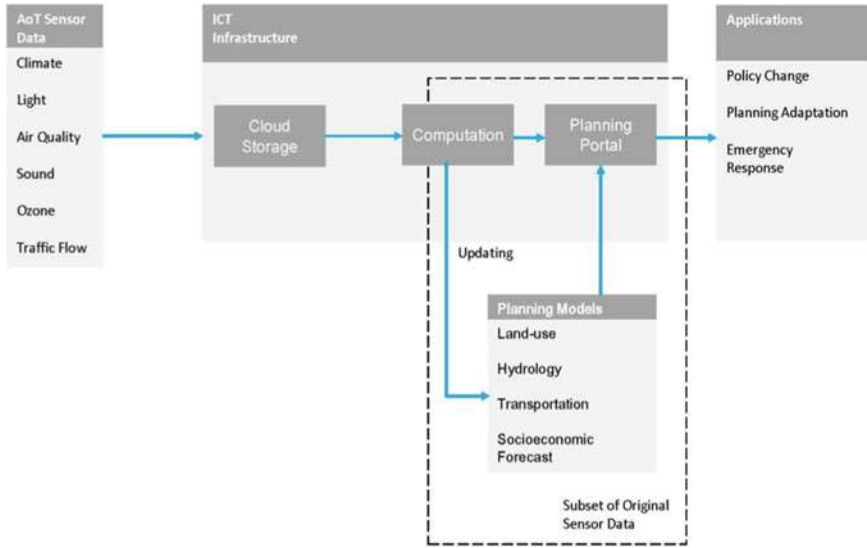 AoT Sensor
Data
Climate
Light
Air Quality
Sound
Ozone
Traffic Flow
ICT
Infrastructure
Cloud
Storage
Computation
Planning
Portal
Updating
Planning Models
Land-use
Hydrology
Transportation
Socioeconomic
Forecast
Subset of Original
Sensor Data
Applications
Policy Change
Planning Adaptation
Emergency
Response